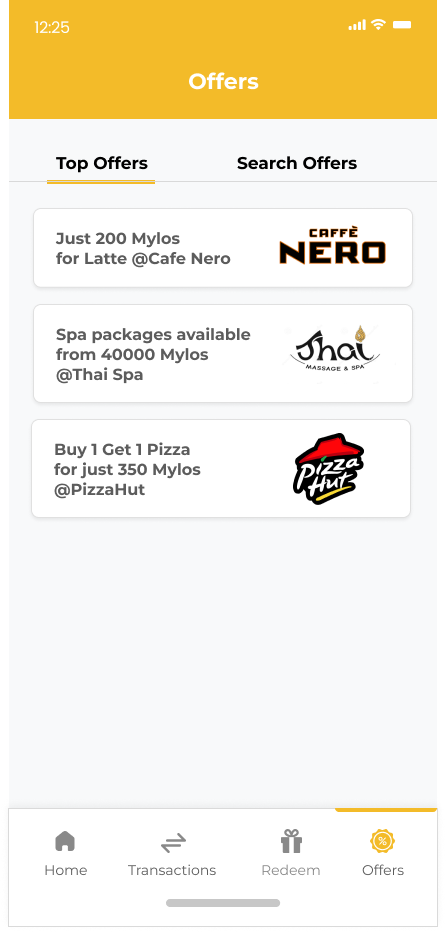 12:25
Offers
Top Offers
Search Offers
Just 200 Mylos
for Latte @Cafe Nero
CAFFÈ
NERO
Spa packages available
from 40000 Mylos
@Thai Spa
Thai
MASSAGE & SPA
Buy 1 Get 1 Pizza
for just 350 Mylos
@PizzaHut
Pizza
Hut
%
Home
Transactions
Redeem
Offers